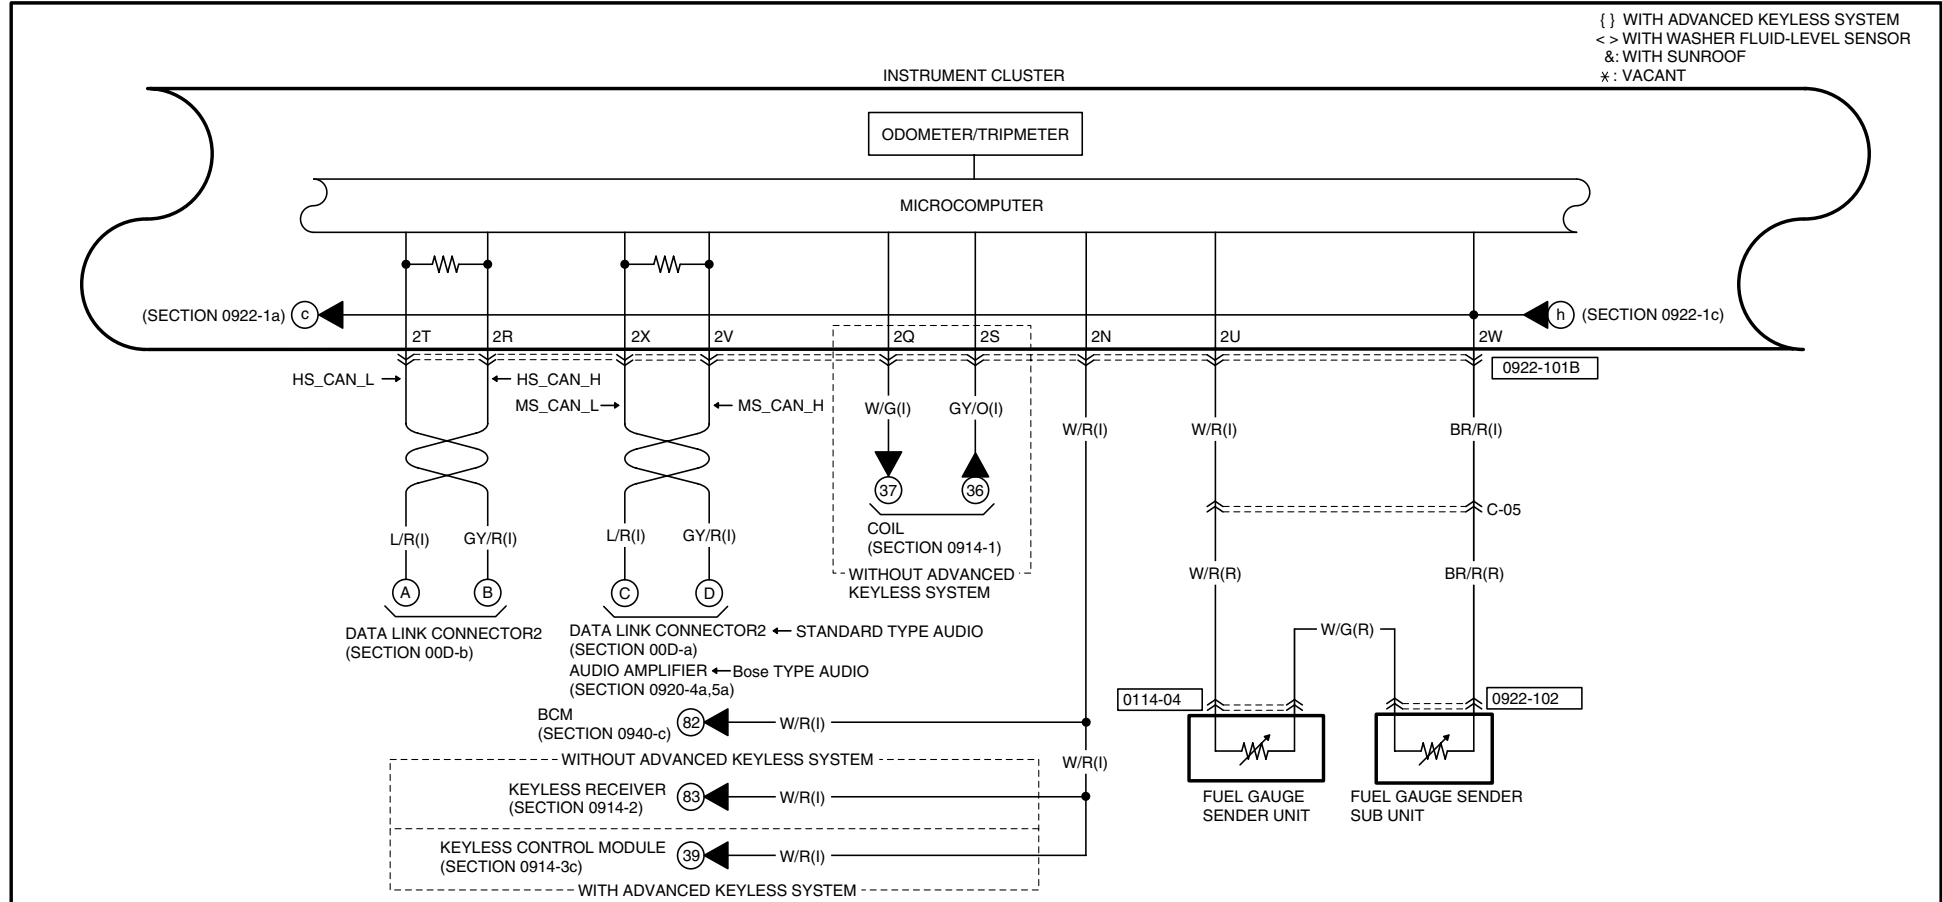 { } WITH ADVANCED KEYLESS SYSTEM
< > WITH WASHER FLUID-LEVEL SENSOR
&: WITH SUNROOF
*: VACANT
INSTRUMENT CLUSTER
ODOMETER/TRIPMETER
MICROCOMPUTER
(SECTION 0922-1a) c
h (SECTION 0922-1c)
2T 2R 2X 2V 2Q 2S 2N 2U 2W
0922-101B
HS_CAN_L HS_CAN_H
MS_CAN_L MS_CAN_H
W/G(I) GY/O(I)
W/R(I) W/R(I) BR/R(I)
37 36
C-05
COIL
(SECTION 0914-1)
L/R(I) GY/R(I) L/R(I) GY/R(I)
WITHOUT ADVANCED
KEYLESS SYSTEM
W/R(R) BR/R(R)
A B C D
DATA LINK CONNECTOR2
(SECTION 00D-b)
DATA LINK CONNECTOR2 STANDARD TYPE AUDIO
(SECTION 00D-a)
AUDIO AMPLIFIER Bose TYPE AUDIO
(SECTION 0920-4a,5a)
W/G(R)
0114-04
0922-102
BCM
(SECTION 0940-c)
82 W/R(I)
WITHOUT ADVANCED KEYLESS SYSTEM
W/R(I)
KEYLESS RECEIVER
(SECTION 0914-2)
83 W/R(I)
FUEL GAUGE
SENDER UNIT
FUEL GAUGE SENDER
SUB UNIT
KEYLESS CONTROL MODULE
(SECTION 0914-3c)
39 W/R(I)
WITH ADVANCED KEYLESS SYSTEM